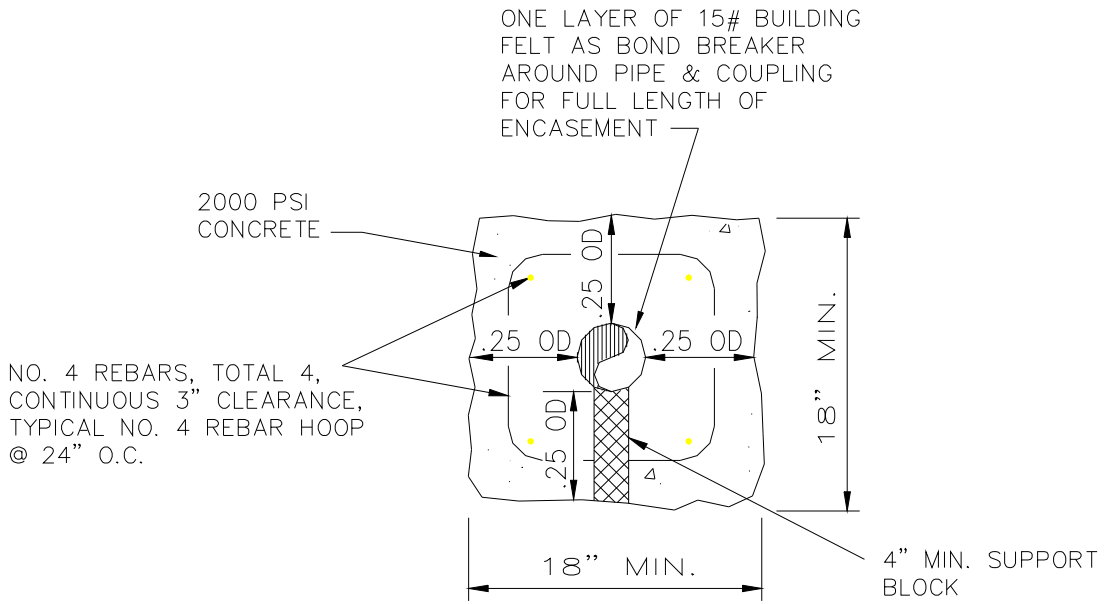 ONE LAYER OF 15# BUILDING
FELT AS BOND BREAKER
AROUND PIPE & COUPLING
FOR FULL LENGTH OF
ENCASEMENT
2000 PSI
CONCRETE
.25 OD
.25 OD
.25 OD
.25 OD
18” MIN.
NO. 4 REBARS, TOTAL 4,
CONTINUOUS 3” CLEARANCE,
TYPICAL NO. 4 REBAR HOOP
@ 24” O.C.
18” MIN.
4” MIN. SUPPORT
BLOCK